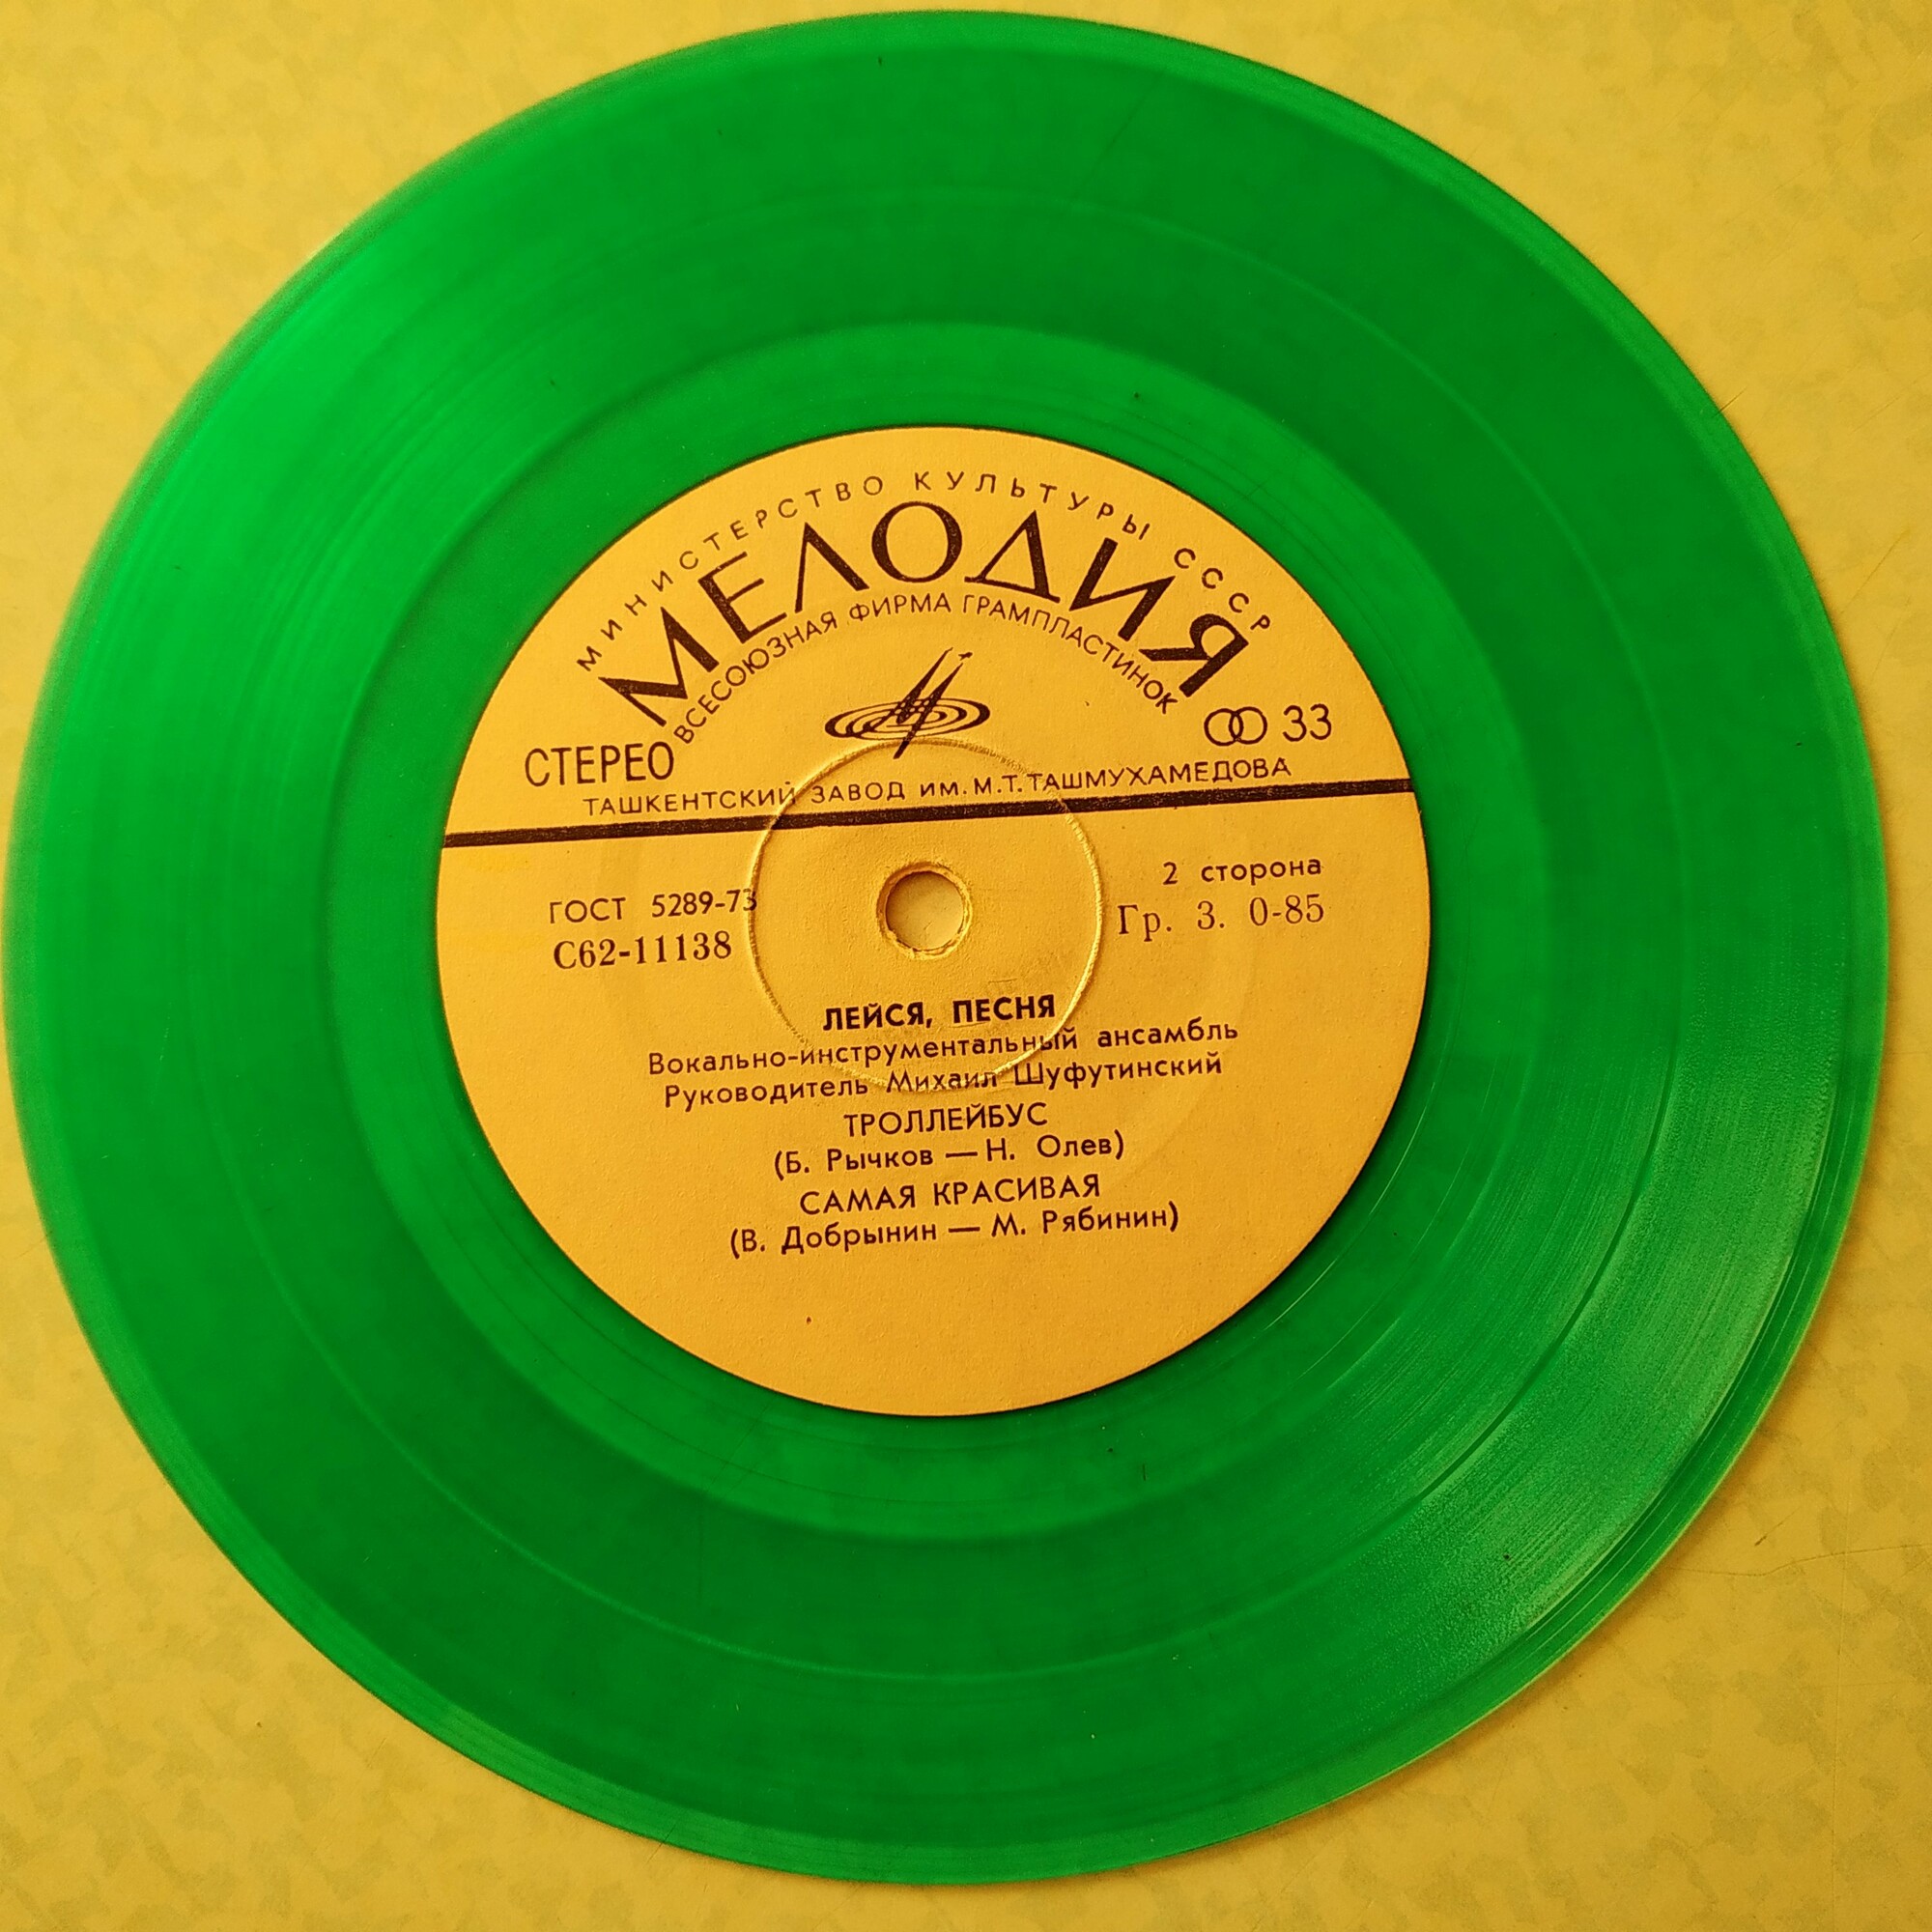 МИНИСТЕРСТВО КУЛЬТУРЫ СССР
МЕЛОДИЯ
ВСЕСОЮЗНАЯ ФИРМА ГРАМПЛАСТИНОК
СТЕРЕО
33
ТАШКЕНТСКИЙ ЗАВОД ИМ. М.Т. ТАШМУХАМЕДОВА
ГОСТ 5289-73
С62-11138
2 сторона
Гр. 3. 0-85
ЛЕЙСЯ, ПЕСНЯ
Вокально-инструментальный ансамбль
Руководитель Михаил Шуфутинский
ТРОЛЛЕЙБУС
(Б. Рычков — Н. Олев)
САМАЯ КРАСИВАЯ
(В. Добрынин — М. Рябинин)